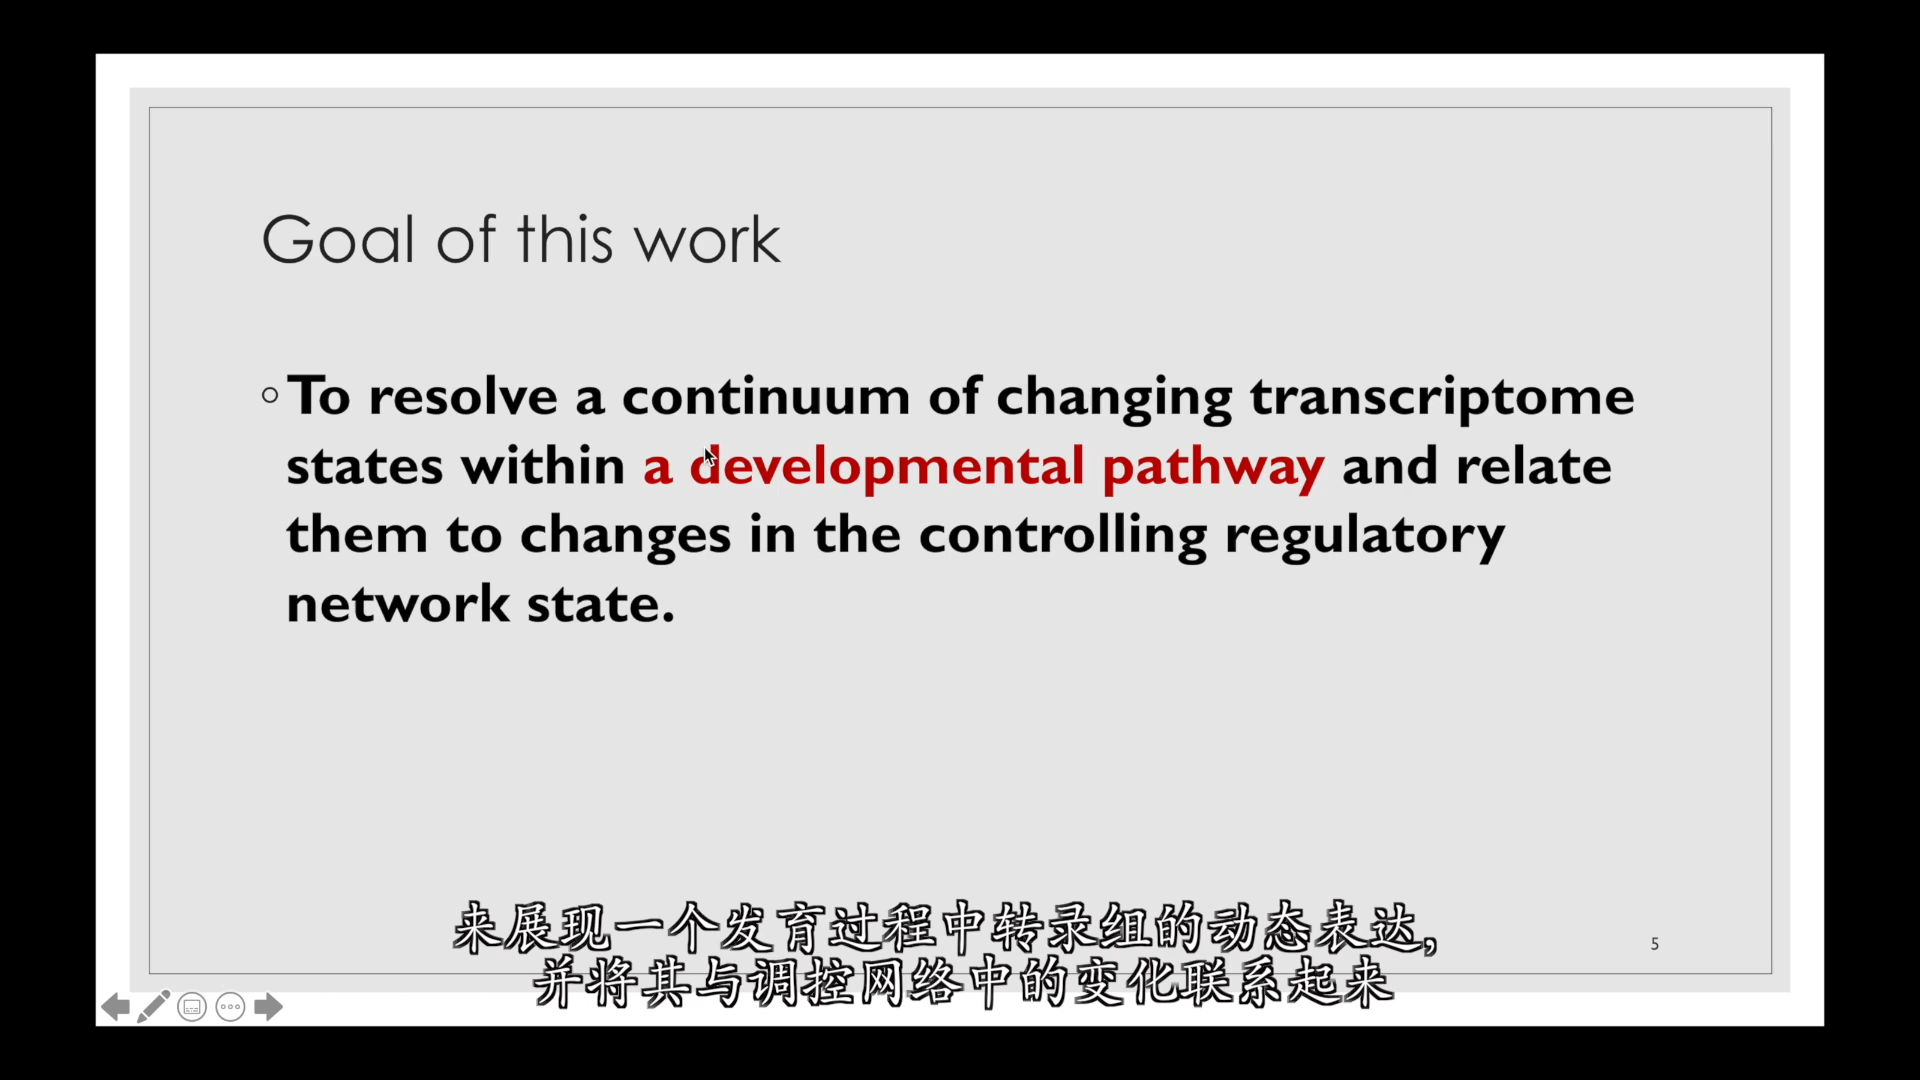 Goal of this work
To resolve a continuum of changing transcriptome
states within a developmental pathway and relate
them to changes in the controlling regulatory
network state.
来展现一个发育过程中转录组的动态表达,
并将其与调控网络中的变化联系起来
5